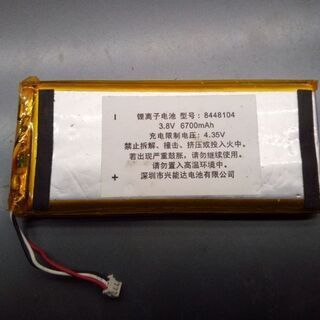 锂离子电池 型号：8448104
3.8V 6700mAh
充电限制电压：4.35V
禁止拆解、撞击、挤压或投入火中。
若出现严重鼓胀，请勿继续使用。
请勿置入高温环境中。
深圳市兴能达电池有限公司